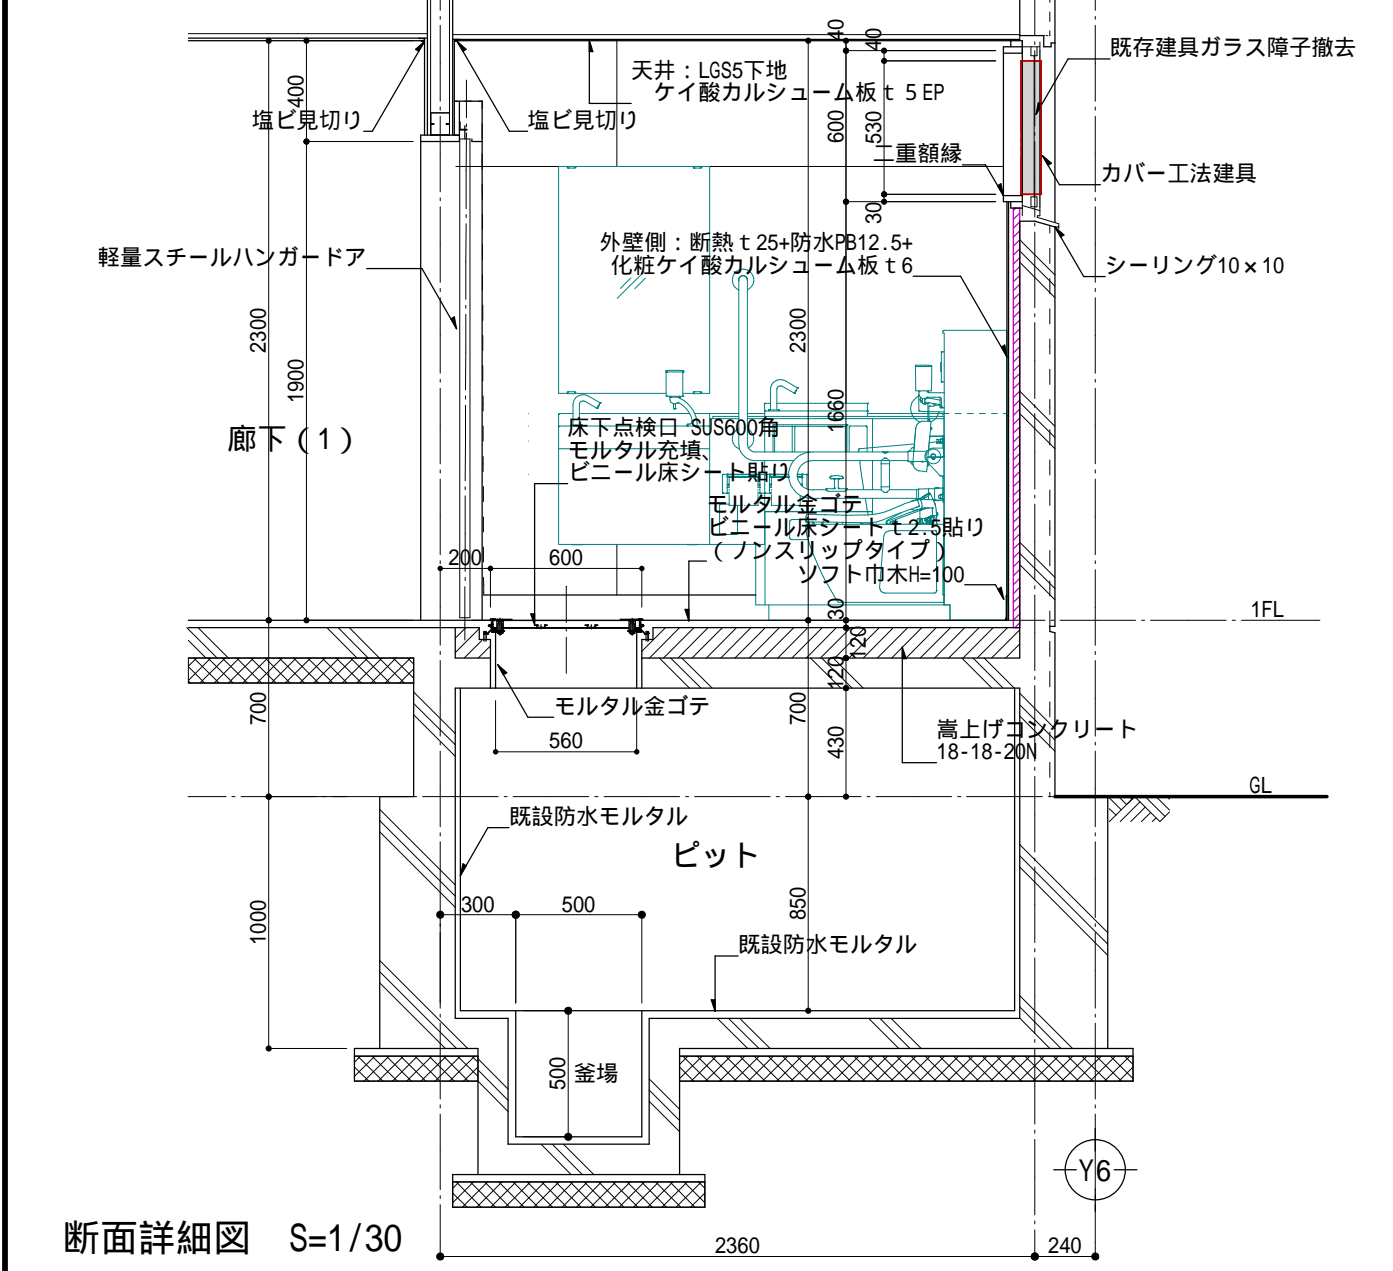 40
40
既存建具ガラス障子撤去
天井：LGS5下地
ケイ酸カルシューム板ｔ５EP
400
塩ビ見切り
塩ビ見切り
600
530
二重額縁
カバー工法建具
30
外壁側：断熱ｔ25+防水PB12.5+
化粧ケイ酸カルシューム板ｔ6
軽量スチールハンガードア
シーリング10×10
2300
1900
2300
1660
廊下（1）
床下点検口 SUS600角
モルタル充填、
ビニール床シート貼り
モルタル金ゴテ
ビニール床シートｔ2.5貼り
（ノンスリップタイプ）
ソフト巾木H=100
200
600
30
1FL
120
120
700
モルタル金ゴテ
700
430
嵩上げコンクリート
18-18-20N
560
GL
既設防水モルタル
ピット
300
500
850
1000
既設防水モルタル
500
釜場
Y6
断面詳細図 S=1/30
2360
240